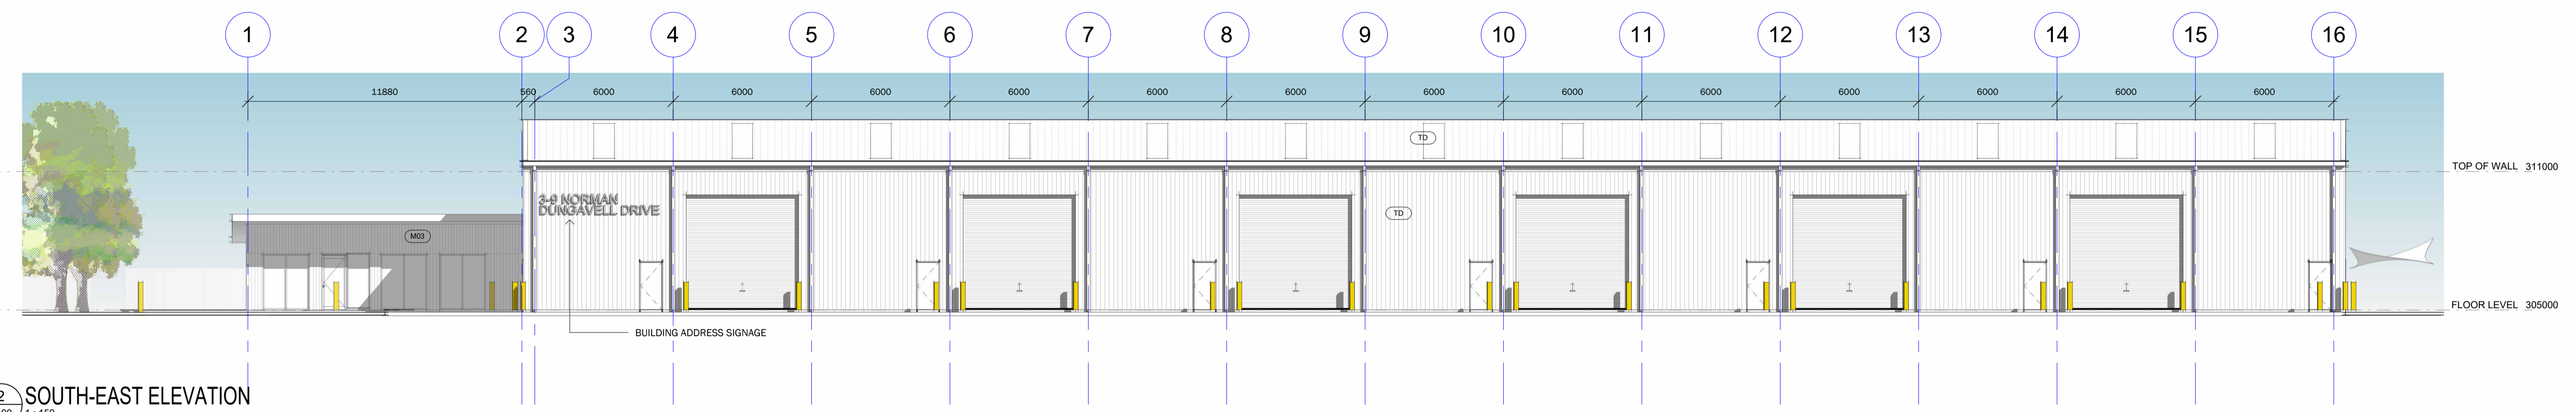 1 2 3 4 5 6 7 8 9 10 11 12 13 14 15 16
11880 560 6000 6000 6000 6000 6000 6000 6000 6000 6000 6000 6000 6000 6000
TD
TOP OF WALL 311000
3-9 NORMAN
DUNGAVELL DRIVE
TD
M03
FLOOR LEVEL 305000
BUILDING ADDRESS SIGNAGE
2 SOUTH-EAST ELEVATION